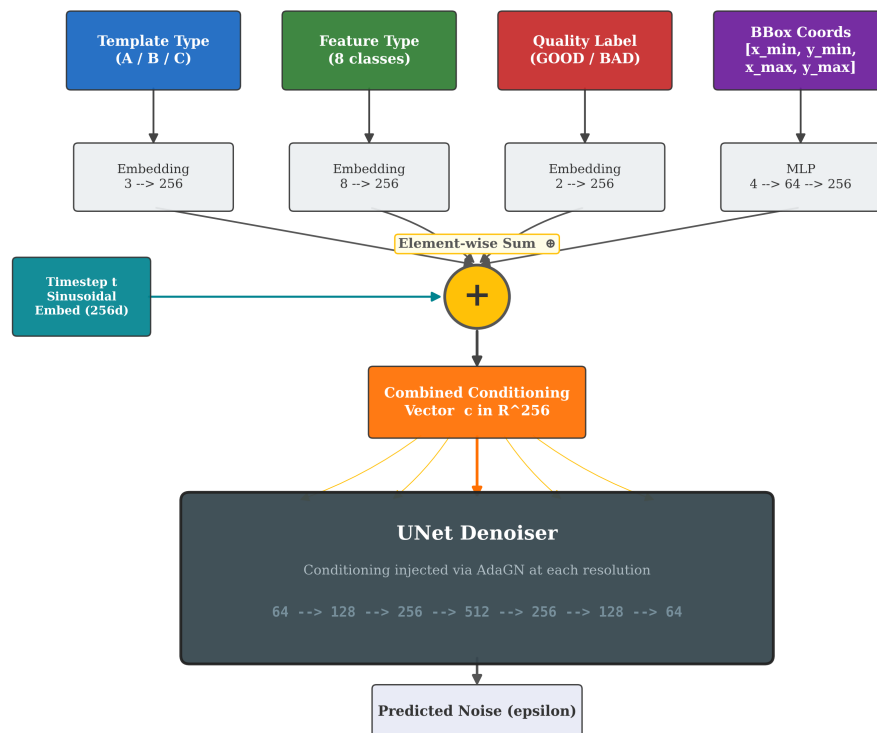 Template Type
(A / B / C)
Feature Type
(8 classes)
Quality Label
(GOOD / BAD)
BBox Coords
[x_min, y_min,
x_max, y_max]
Embedding
3 --> 256
Embedding
8 --> 256
Embedding
2 --> 256
MLP
4 --> 64 --> 256
Element-wise Sum ⊕
Timestep t
Sinusoidal
Embed (256d)
+
Combined Conditioning
Vector c in R^256
UNet Denoiser
Conditioning injected via AdaGN at each resolution
64 --> 128 --> 256 --> 512 --> 256 --> 128 --> 64
Predicted Noise (epsilon)